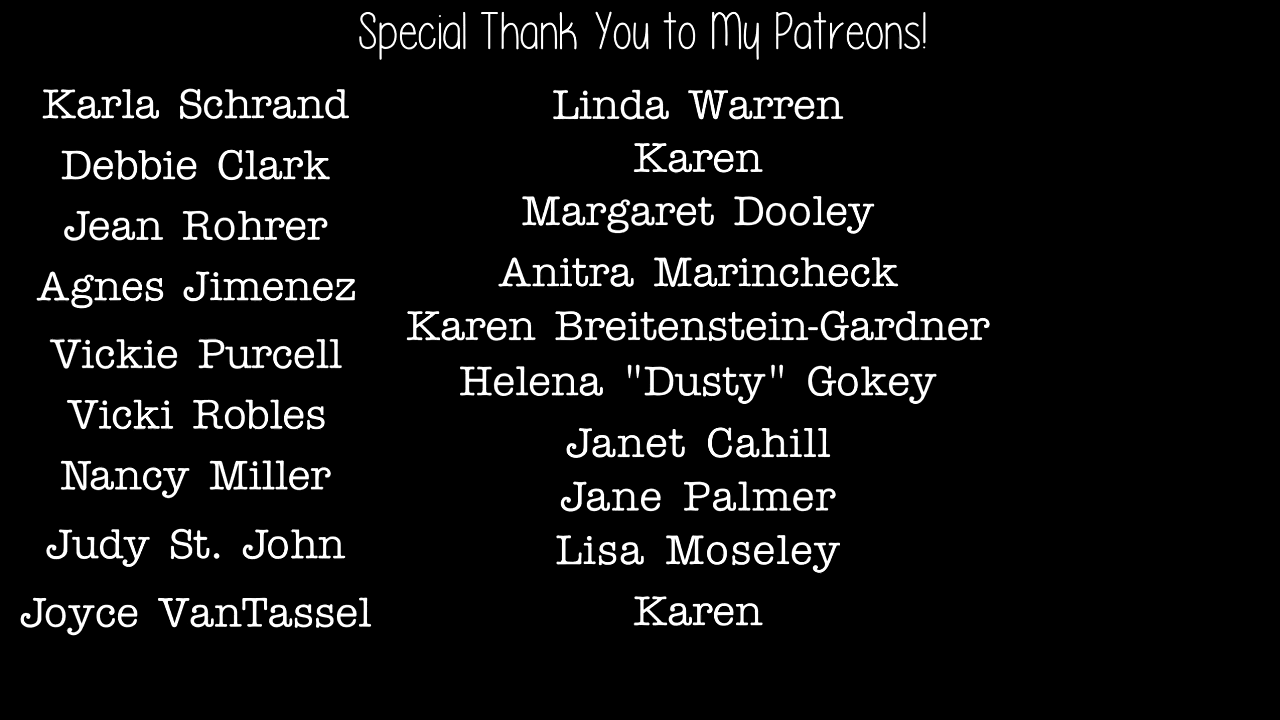 Special Thank You to My Patreons!
Karla Schrand
Debbie Clark
Jean Rohrer
Agnes Jimenez
Vickie Purcell
Vicki Robles
Nancy Miller
Judy St. John
Joyce VanTassel
Linda Warren
Karen
Margaret Dooley
Anitra Marincheck
Karen Breitenstein-Gardner
Helena "Dusty" Gokey
Janet Cahill
Jane Palmer
Lisa Moseley
Karen